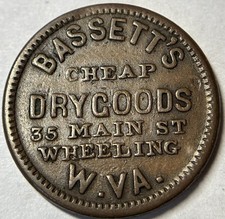 BASSETT'S
CHEAP
DRYGOODS
35 MAIN ST
WHEELING
W.VA.